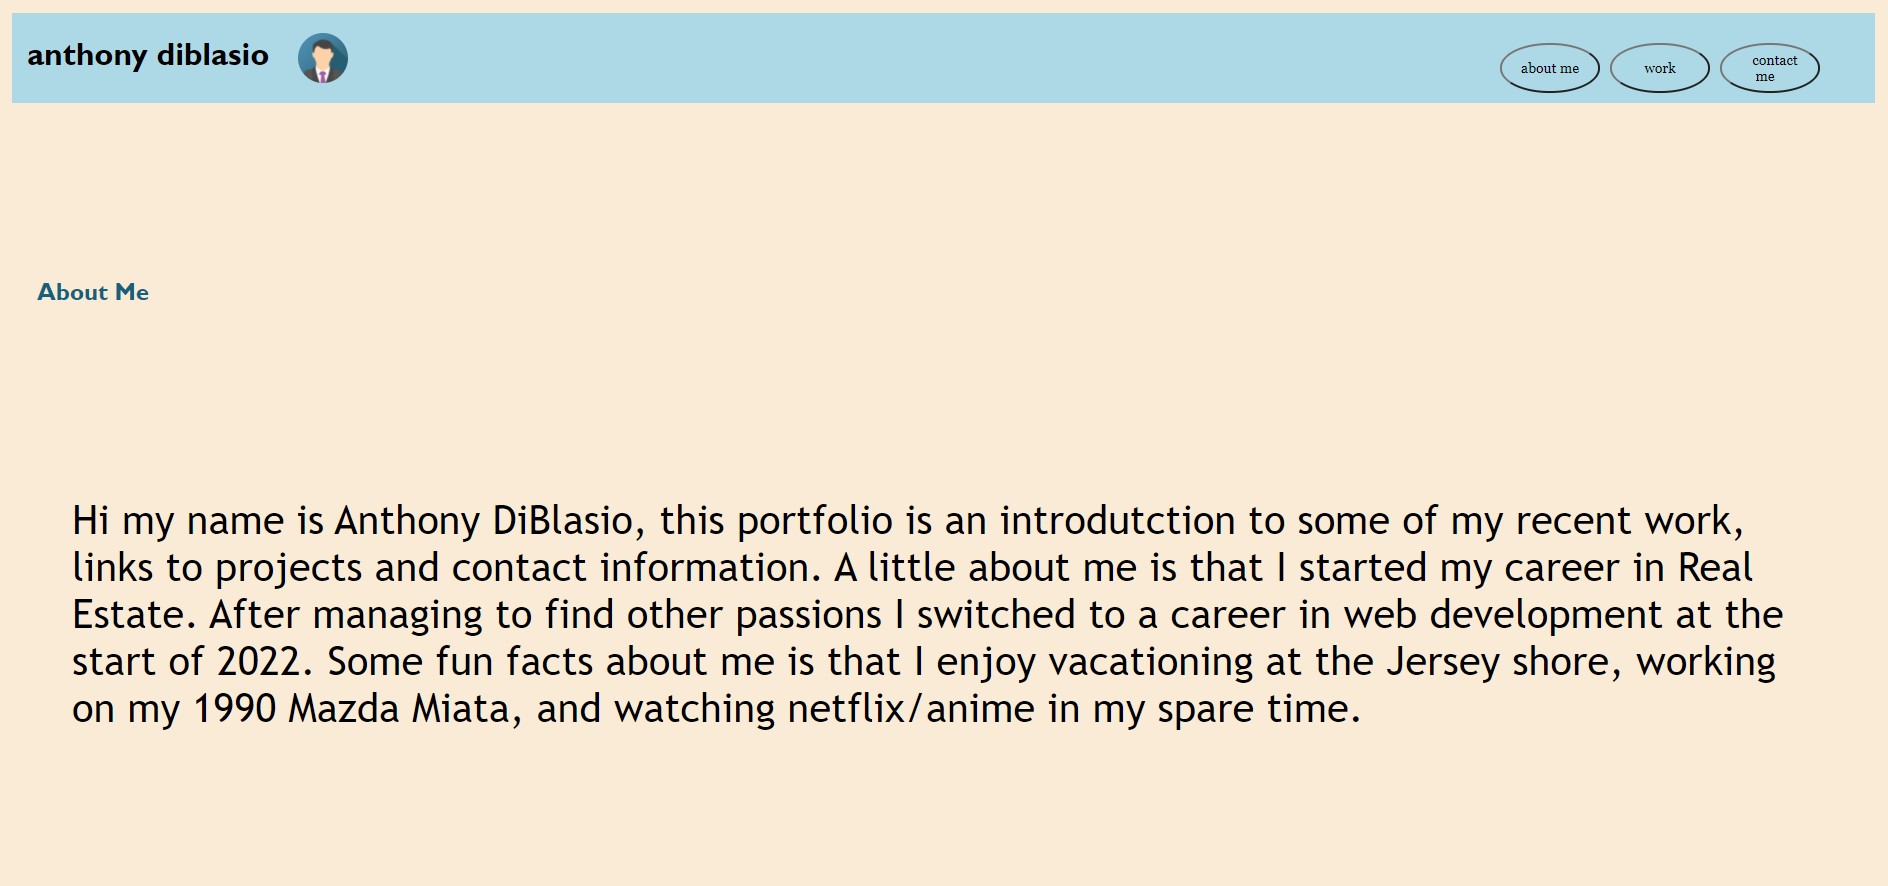 anthony diblasio
about me
work
contact
me
About Me
Hi my name is Anthony DiBlasio, this portfolio is an introdutction to some of my recent work,
links to projects and contact information. A little about me is that I started my career in Real
Estate. After managing to find other passions I switched to a career in web development at the
start of 2022. Some fun facts about me is that I enjoy vacationing at the Jersey shore, working
on my 1990 Mazda Miata, and watching netflix/anime in my spare time.